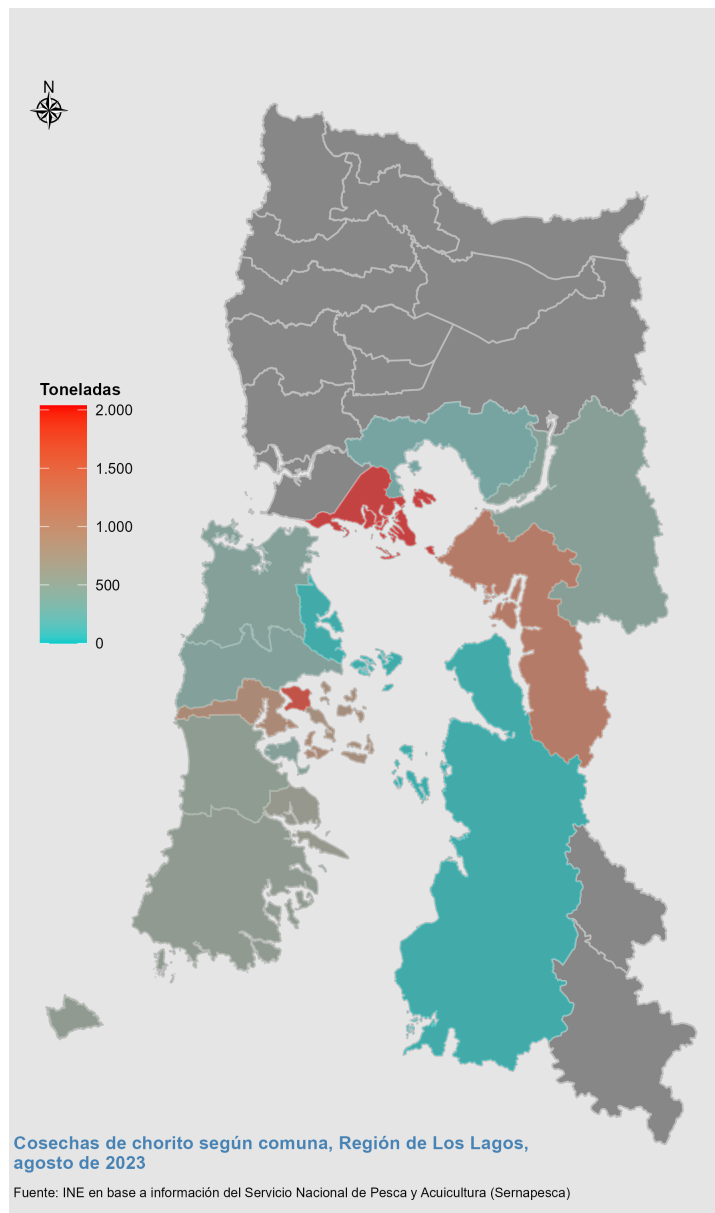 N
Toneladas
2.000
1.500
1.000
500
0
Cosechas de chorito según comuna, Región de Los Lagos,
agosto de 2023
Fuente: INE en base a información del Servicio Nacional de Pesca y Acuicultura (Sernapesca)